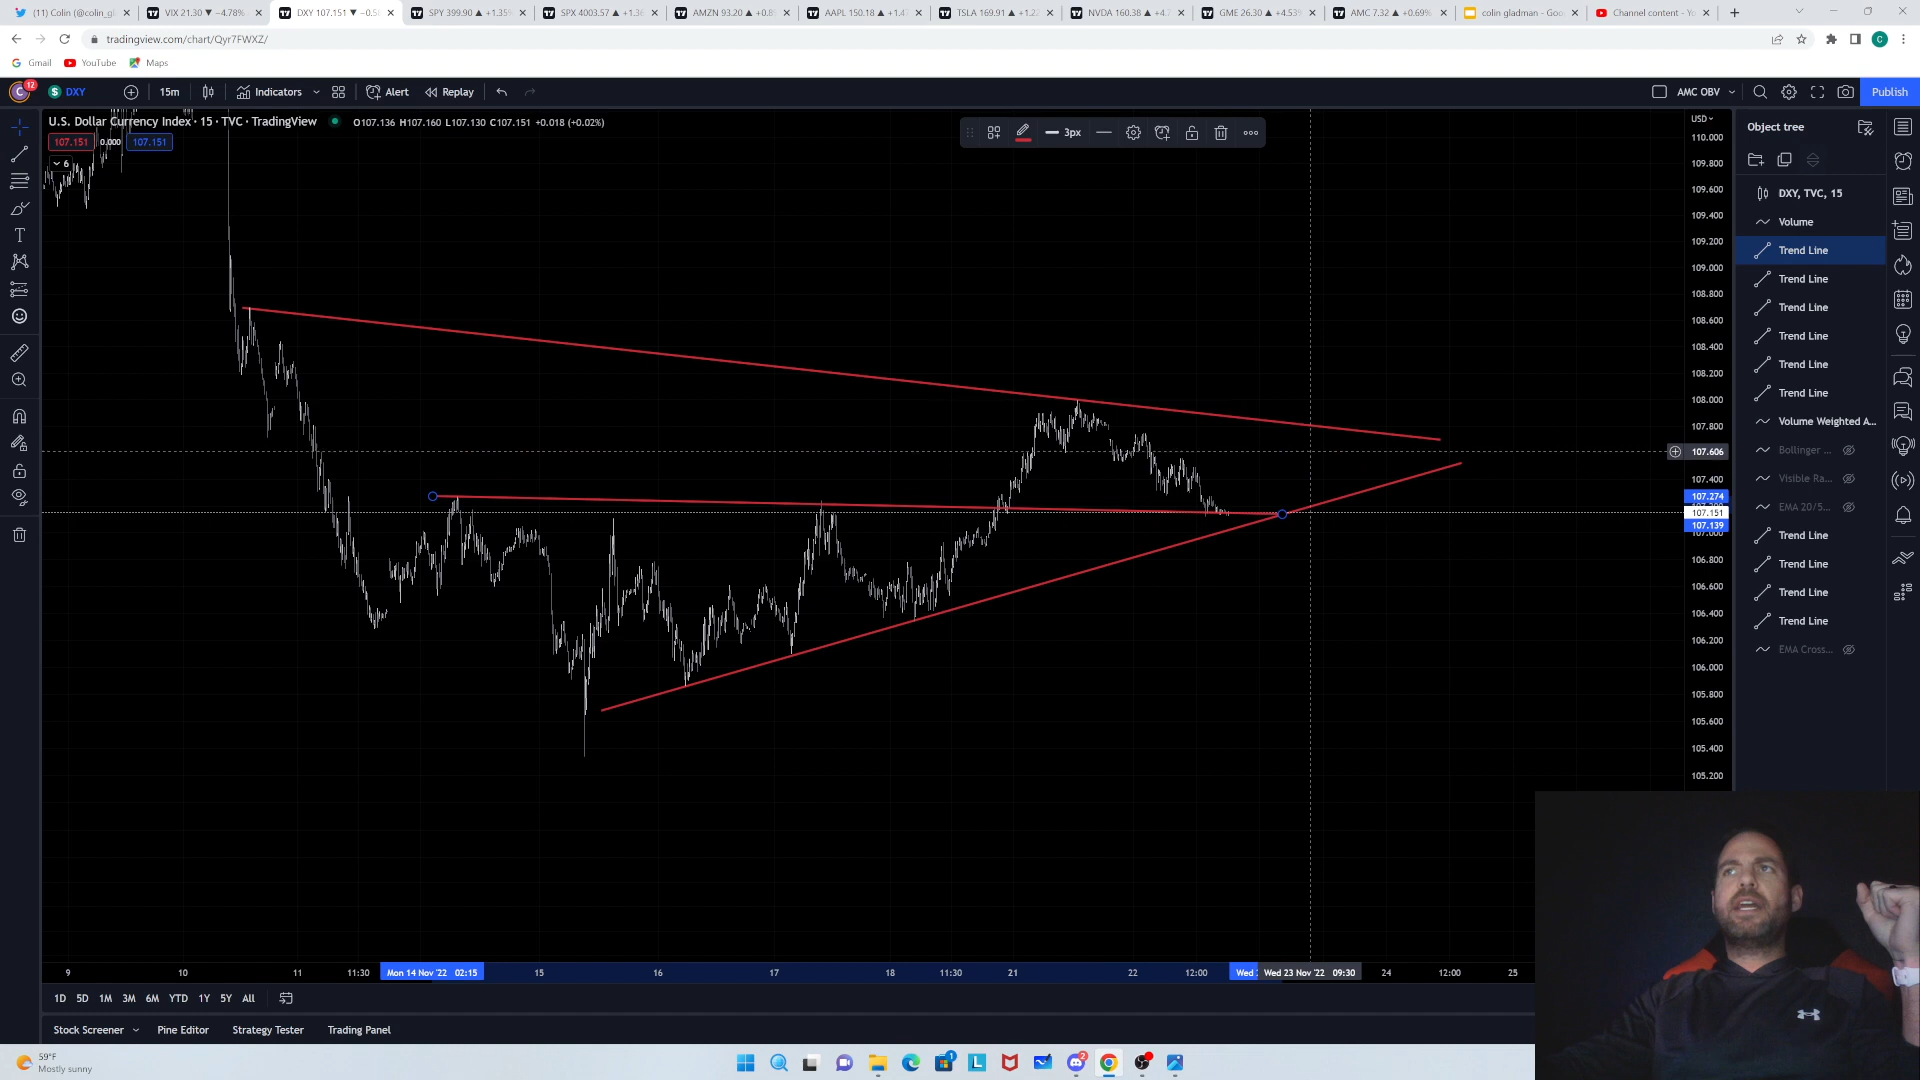 (11) Colin (@colin_gl
VIX 21.30 ▼ −4.78%
DXY 107.151 ▼ −0.5
SPY 399.90 ▲ +1.35%
SPX 4003.57 ▲ +1.36
AMZN 93.20 ▲ +0.8
AAPL 150.18 ▲ +1.4
TSLA 169.91 ▲ +1.2
NVDA 160.38 ▲ +4.7
GME 26.30 ▲ +4.53%
AMC 7.32 ▲ +0.69%
colin gladman - Goo
Channel content - Yo
tradingview.com/chart/Qyr7FWXZ/
C
Gmail
YouTube
Maps
C
12
DXY
15m
Indicators
Alert
Replay
AMC OBV
Publish
U.S. Dollar Currency Index · 15 · TVC · TradingView
O107.136 H107.160 L107.130 C107.151 +0.018 (+0.02%)
107.151
0.000
107.151
6
3px
USD
110.000
109.800
109.600
109.400
109.200
109.000
108.800
108.600
108.400
108.200
108.000
107.800
107.606
107.400
107.274
107.151
107.139
107.000
106.800
106.600
106.400
106.200
106.000
105.800
105.600
105.400
105.200
Object tree
DXY, TVC, 15
Volume
Trend Line
Trend Line
Trend Line
Trend Line
Trend Line
Trend Line
Volume Weighted A...
Bollinger ...
Visible Ra...
EMA 20/5...
Trend Line
Trend Line
Trend Line
Trend Line
EMA Cross...
9
10
11
11:30
Mon 14 Nov '22 02:15
15
16
17
18
11:30
21
22
12:00
Wed
Wed 23 Nov '22 09:30
24
12:00
25
1D 5D 1M 3M 6M YTD 1Y 5Y All
Stock Screener
Pine Editor
Strategy Tester
Trading Panel
59°F
Mostly sunny
1
L
2